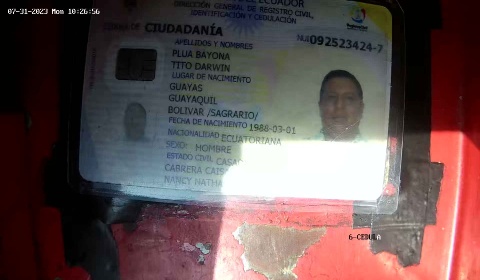 07-31-2023 Mon 10:26:56
ECUADOR
DIRECCIÓN GENERAL DE REGISTRO CIVIL,
IDENTIFICACIÓN Y CEDULACIÓN
CIUDADANÍA
NUI 092523424-7
APELLIDOS Y NOMBRES
PLUA BAYONA
TITO DARWIN
LUGAR DE NACIMIENTO
GUAYAS
GUAYAQUIL
BOLIVAR /SAGRARIO/
FECHA DE NACIMIENTO 1988-03-01
NACIONALIDAD ECUATORIANA
SEXO HOMBRE
ESTADO CIVIL
CABRERA
NANCY
6-CEDULA